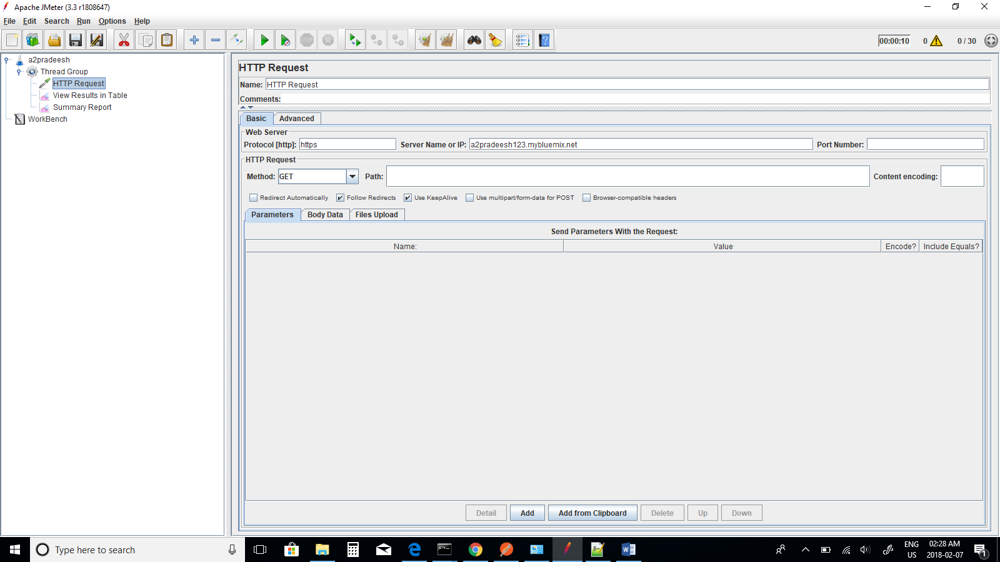 Apache JMeter (3.3 r1808647)
File Edit Search Run Options Help
00:00:10 0 0 / 30
a2pradeesh
Thread Group
HTTP Request
View Results in Table
Summary Report
WorkBench
HTTP Request
Name: HTTP Request
Comments:
Basic Advanced
Web Server
Protocol [http]: https Server Name or IP: a2pradeesh123.mybluemix.net Port Number:
HTTP Request
Method: GET Path: Content encoding:
Redirect Automatically Follow Redirects Use KeepAlive Use multipart/form-data for POST Browser-compatible headers
Parameters Body Data Files Upload
Send Parameters With the Request:
Name: Value Encode? Include Equals?
Detail Add Add from Clipboard Delete Up Down
Type here to search
ENG
US
02:28 AM
2018-02-07
1